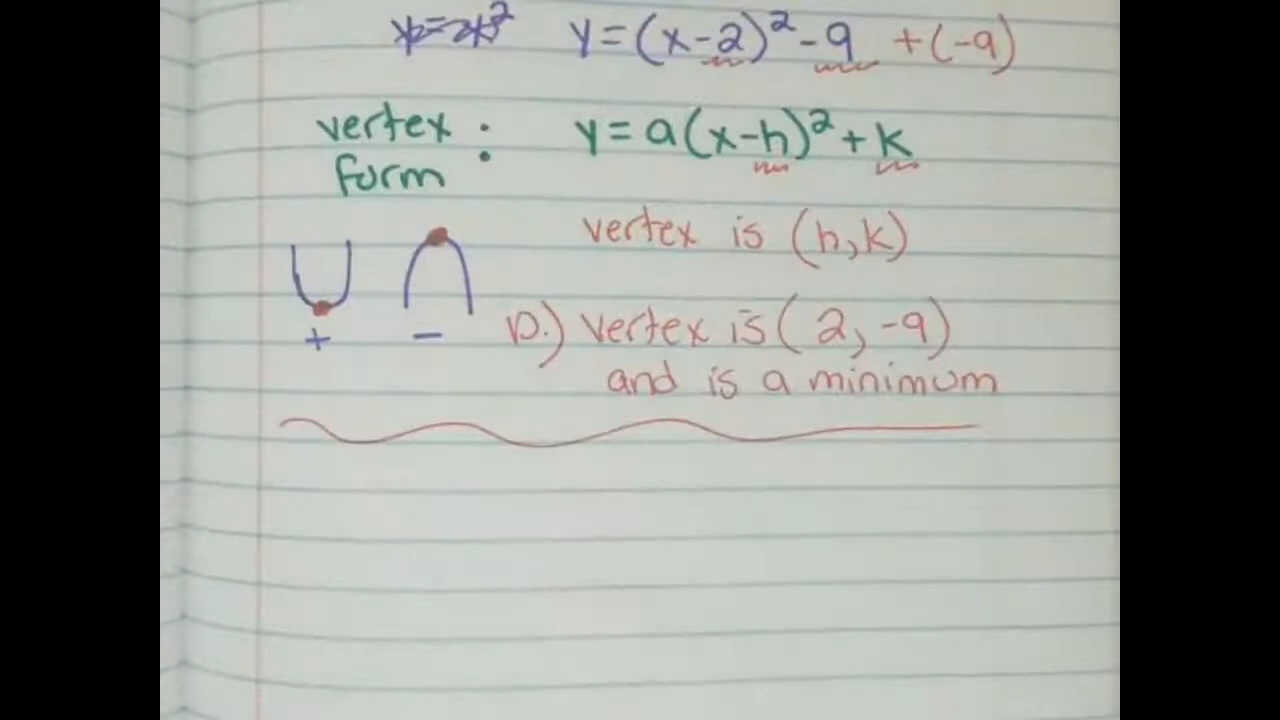 y=(x-2)²-9 +(-9)
vertex form : y=a(x-h)²+k
vertex is (h,k)
+ - D.) vertex is (2, -9)
and is a minimum